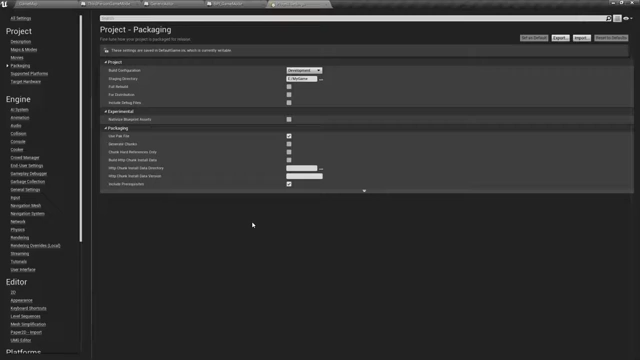 All Settings
Project
Description
Maps & Modes
Movies
Packaging
Supported Platforms
Target Hardware
Engine
AI System
Animation
Audio
Collision
Console
Cooker
Crowd Manager
End-User Settings
Gameplay Debugger
Garbage Collection
General Settings
Input
Navigation Mesh
Navigation System
Network
Physics
Rendering
Rendering Overrides (Local)
Streaming
Tutorials
User Interface
Editor
2D
Appearance
Keyboard Shortcuts
Level Sequences
Mesh Simplification
Paper2D - Import
UMG Editor
Platforms
Search
Project - Packaging
Fine tune how your project is packaged for release.
Set as Default
Export...
Import...
Reset to Defaults
These settings are saved in DefaultGame.ini, which is currently writable.
Project
Build Configuration
Development
Staging Directory
E:/MyGame
Full Rebuild
For Distribution
Include Debug Files
Experimental
Nativize Blueprint Assets
Packaging
Use Pak File
Generate Chunks
Chunk Hard References Only
Build Http Chunk Install Data
Http Chunk Install Data Directory
Http Chunk Install Data Version
Include Prerequisites